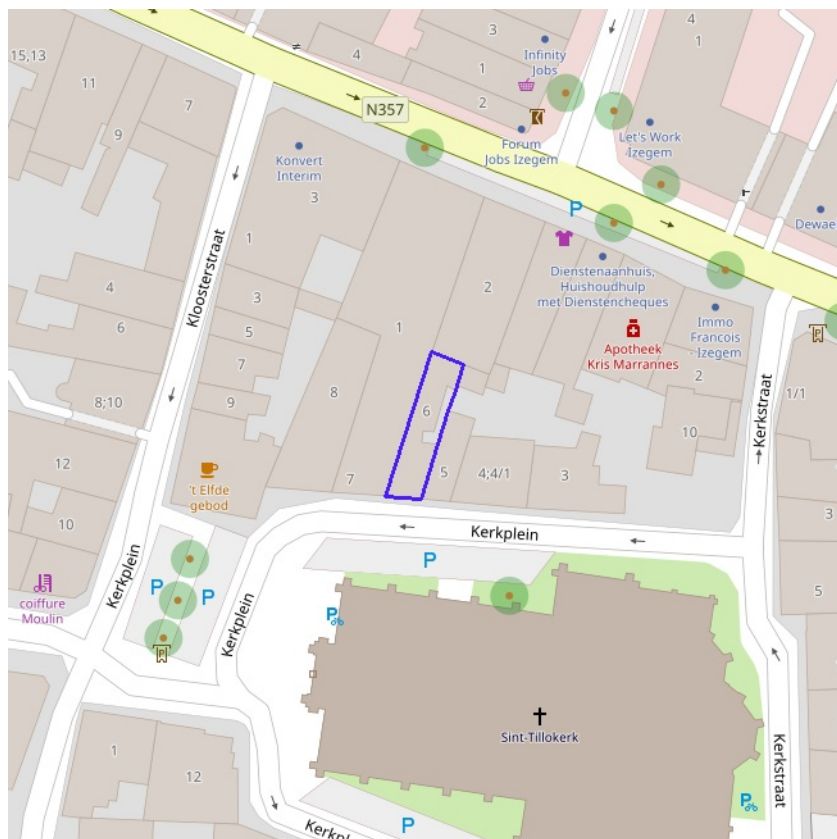 15,13
11
7
9
4
3
1
2
Infinity
Jobs
4
1
N357
Forum
Jobs Izegem
Let's Work
Izegem
Konvert
Interim
3
1
P
Dewae
Kloosterstraat
3
5
7
9
4
6
8;10
2
1
8
6
Dienstenaanhuis,
Huishoudhulp
met Dienstencheques
Apotheek
Kris Marrannes
Immo
Francois
- Izegem
2
10
Kerkstraat
1/1
3
5
12
10
't Elfde
gebod
7
5
4;4/1
3
Kerkplein
Kerkplein
P
P
P
Kerkplein
P
P
coiffure
Moulin
P
Sint-Tillokerk
Kerkstraat
1
12
P
P
Kerkpl